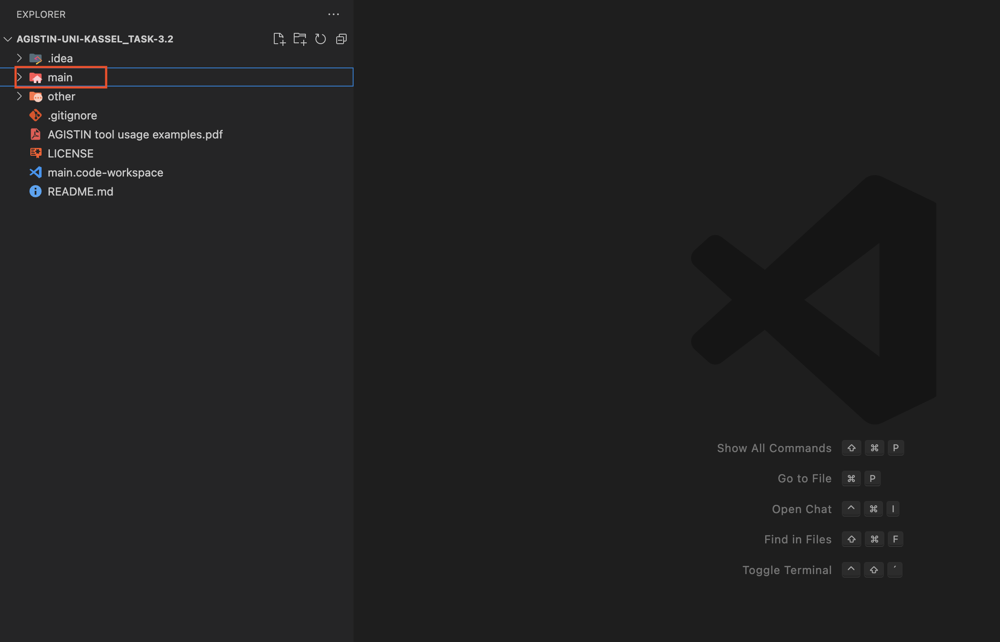 EXPLORER
AGISTIN-UNI-KASSEL_TASK-3.2
.idea
main
other
.gitignore
AGISTIN tool usage examples.pdf
LICENSE
main.code-workspace
README.md
Show All Commands ⇧ ⌘ P
Go to File ⌘ P
Open Chat ^ ⌘ I
Find in Files ⇧ ⌘ F
Toggle Terminal ^ ⇧ ´